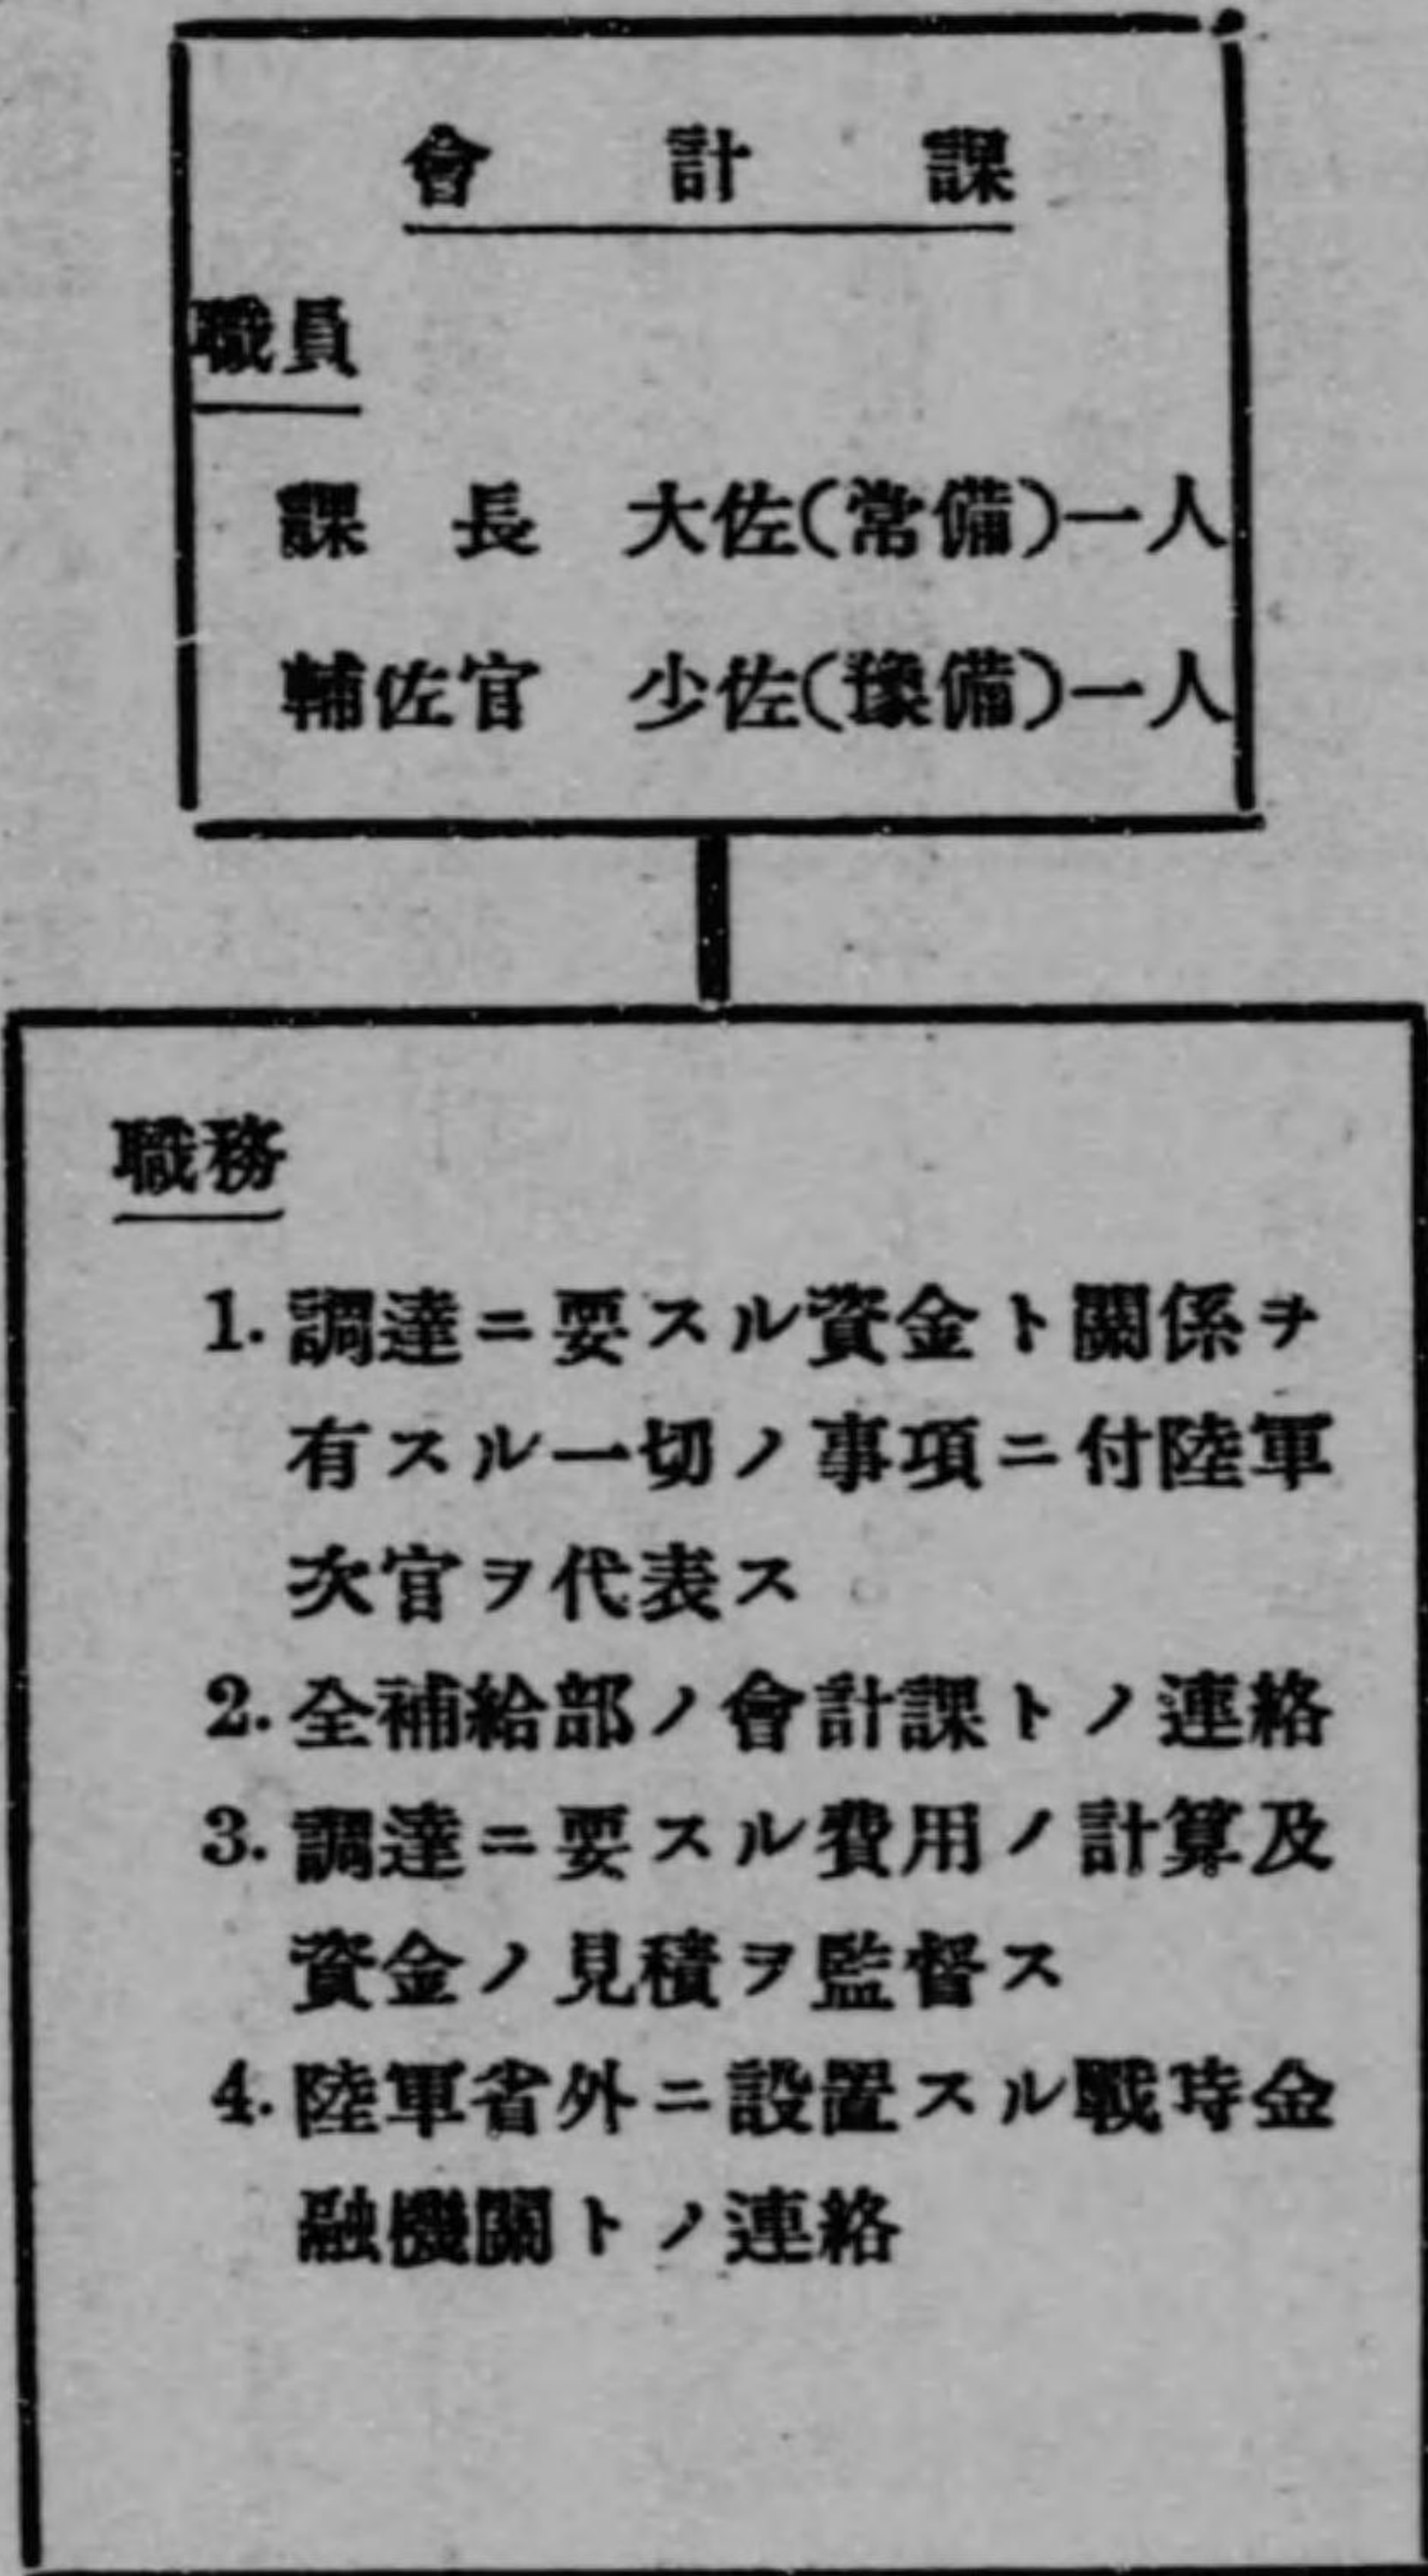 會計課
職員
課長 大佐(常備)一人
輔佐官 少佐(豫備)一人
職務
1. 調達ニ要スル資金ト關係ヲ
有スル一切ノ事項ニ付陸軍
次官ヲ代表ス
2. 全補給部ノ會計課トノ連絡
3. 調達ニ要スル費用ノ計算及
資金ノ見積ヲ監督ス
4. 陸軍省外ニ設置スル戰時金
融機關トノ連絡